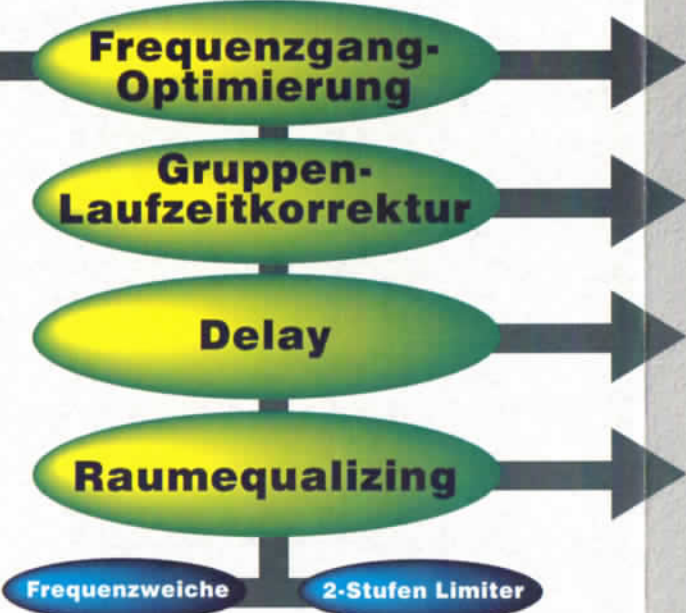 Frequenzgang-
Optimierung
Gruppen-
Laufzeitkorrektur
Delay
Raumequalizing
Frequenzweiche
2-Stufen Limiter